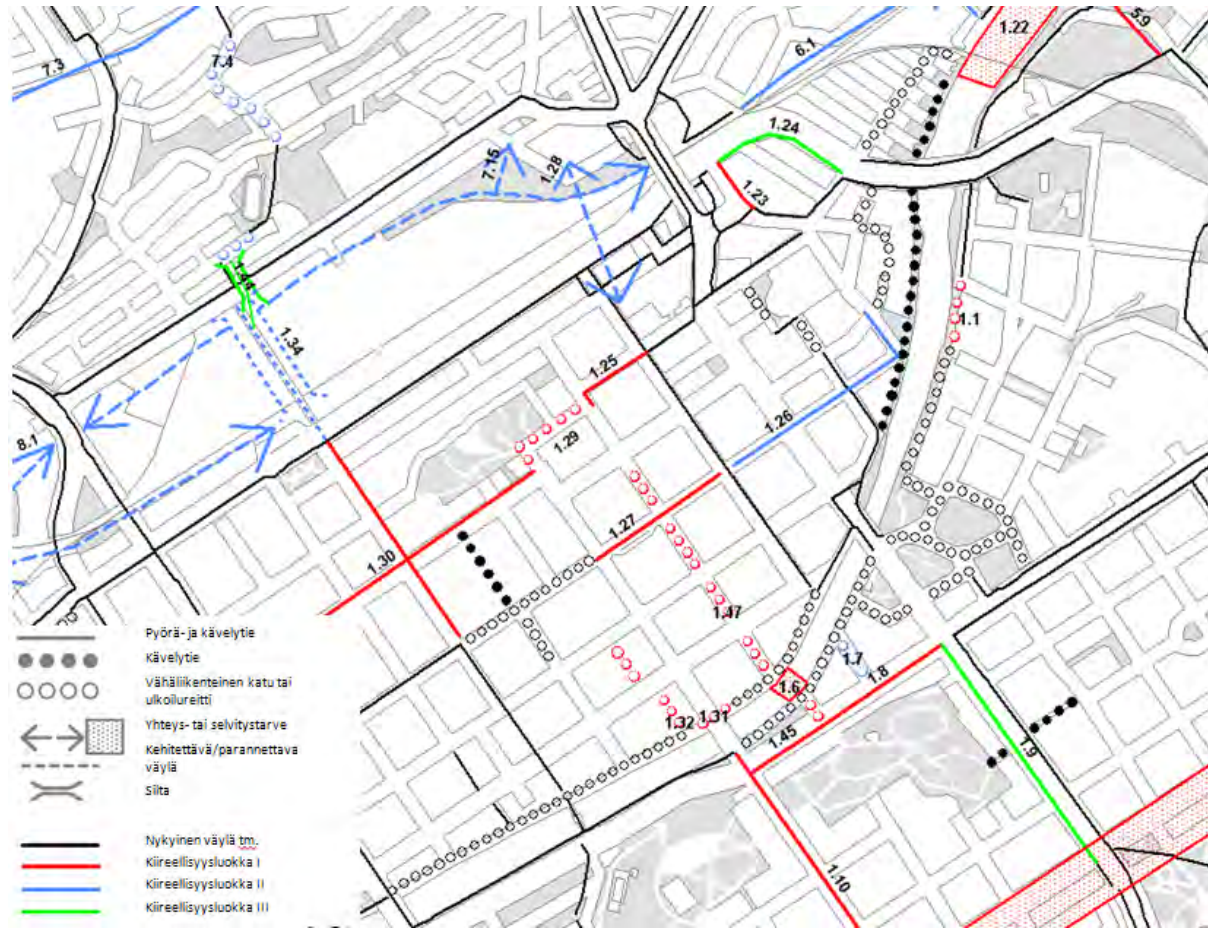 1.22
5.9
7.3
7.4
6.1
1.24
7.15
1.28
1.23
1.44
1.1
1.34
1.25
1.26
8.1
1.29
1.27
1.30
1.47
1.7
1.8
1.6
1.32
1.31
1.45
1.9
1.10
Pyörä- ja kävelytie
Kävelytie
Vähäliikenteinen katu tai
ulkoilureitti
Yhteys- tai selvitystarve
Kehitettävä/parannettava
väylä
Silta
Nykyinen väylä tm.
Kiireellisyysluokka I
Kiireellisyysluokka II
Kiireellisyysluokka III